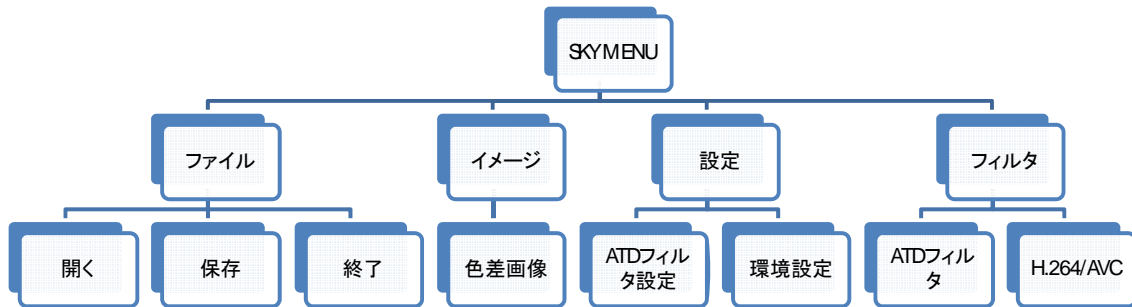 SKYMENU
ファイル
イメージ
設定
フィルタ
開く
保存
終了
色差画像
ATDフィル
タ設定
環境設定
ATDフィル
タ
H.264/AVC